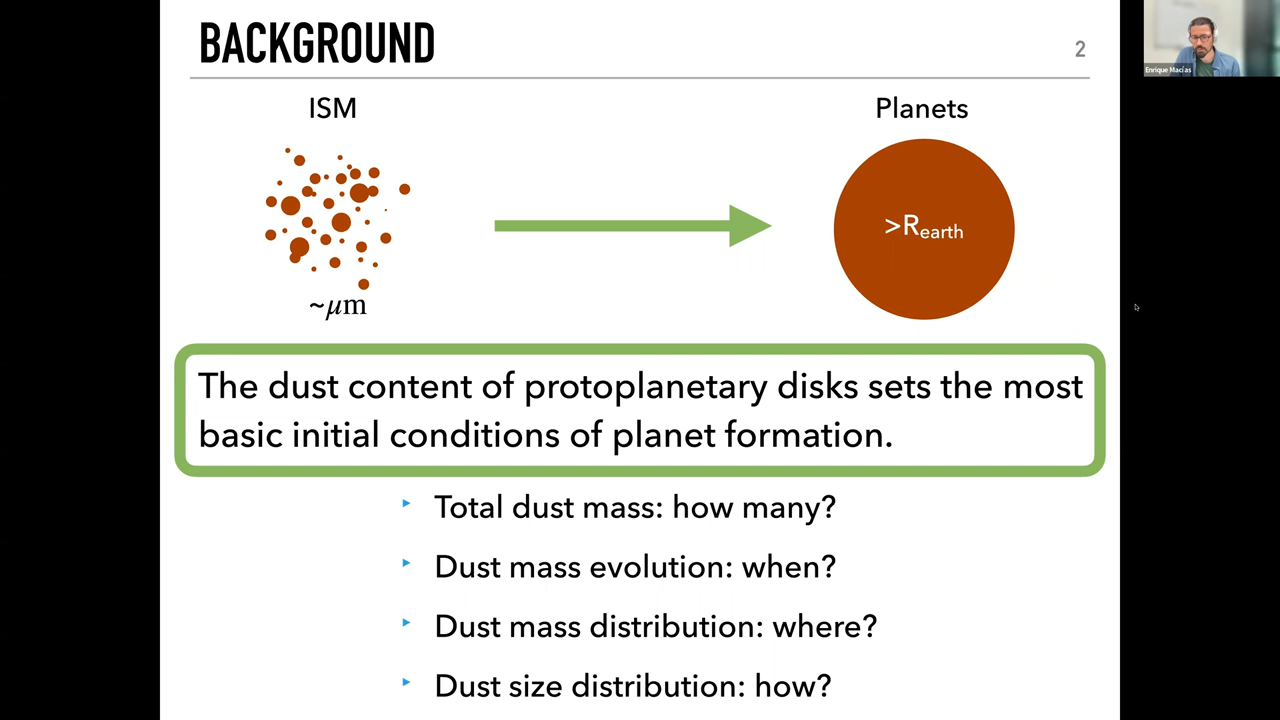 BACKGROUND
2
Enrique Macías
ISM
Planets
>Rearth
~μm
The dust content of protoplanetary disks sets the most
basic initial conditions of planet formation.
‣ Total dust mass: how many?
‣ Dust mass evolution: when?
‣ Dust mass distribution: where?
‣ Dust size distribution: how?